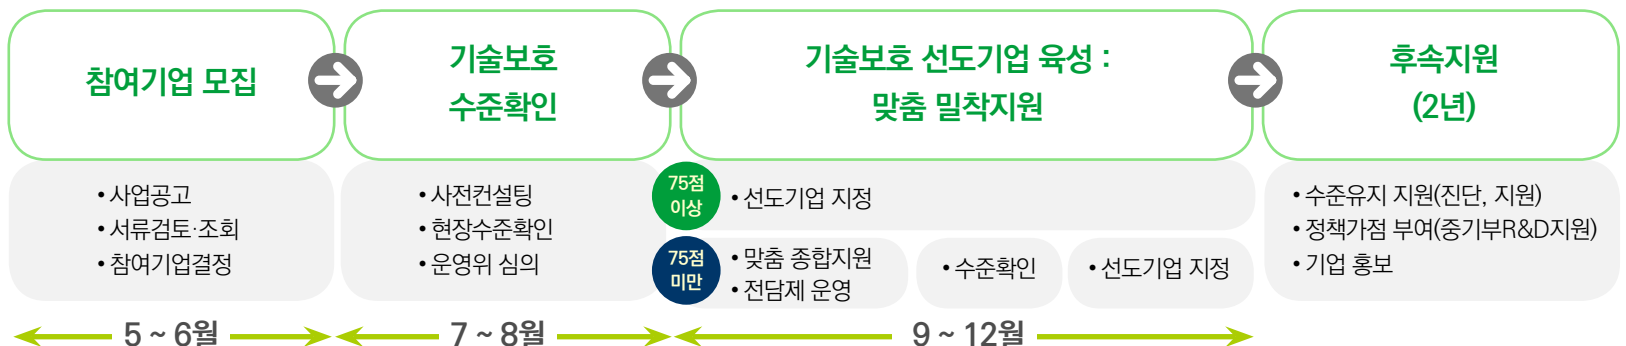 참여기업 모집
기술보호
수준확인
기술보호 선도기업 육성 :
맞춤 밀착지원
후속지원
(2년)
• 사업공고
• 서류검토·조회
• 참여기업결정
• 사전컨설팅
• 현장수준확인
• 운영위 심의
75점
이상
• 선도기업 지정
75점
미만
• 맞춤 종합지원
• 전담제 운영
• 수준확인
• 선도기업 지정
• 수준유지 지원(진단, 지원)
• 정책가점 부여(중기부R&D지원)
• 기업 홍보
5 ~ 6월
7 ~ 8월
9 ~ 12월